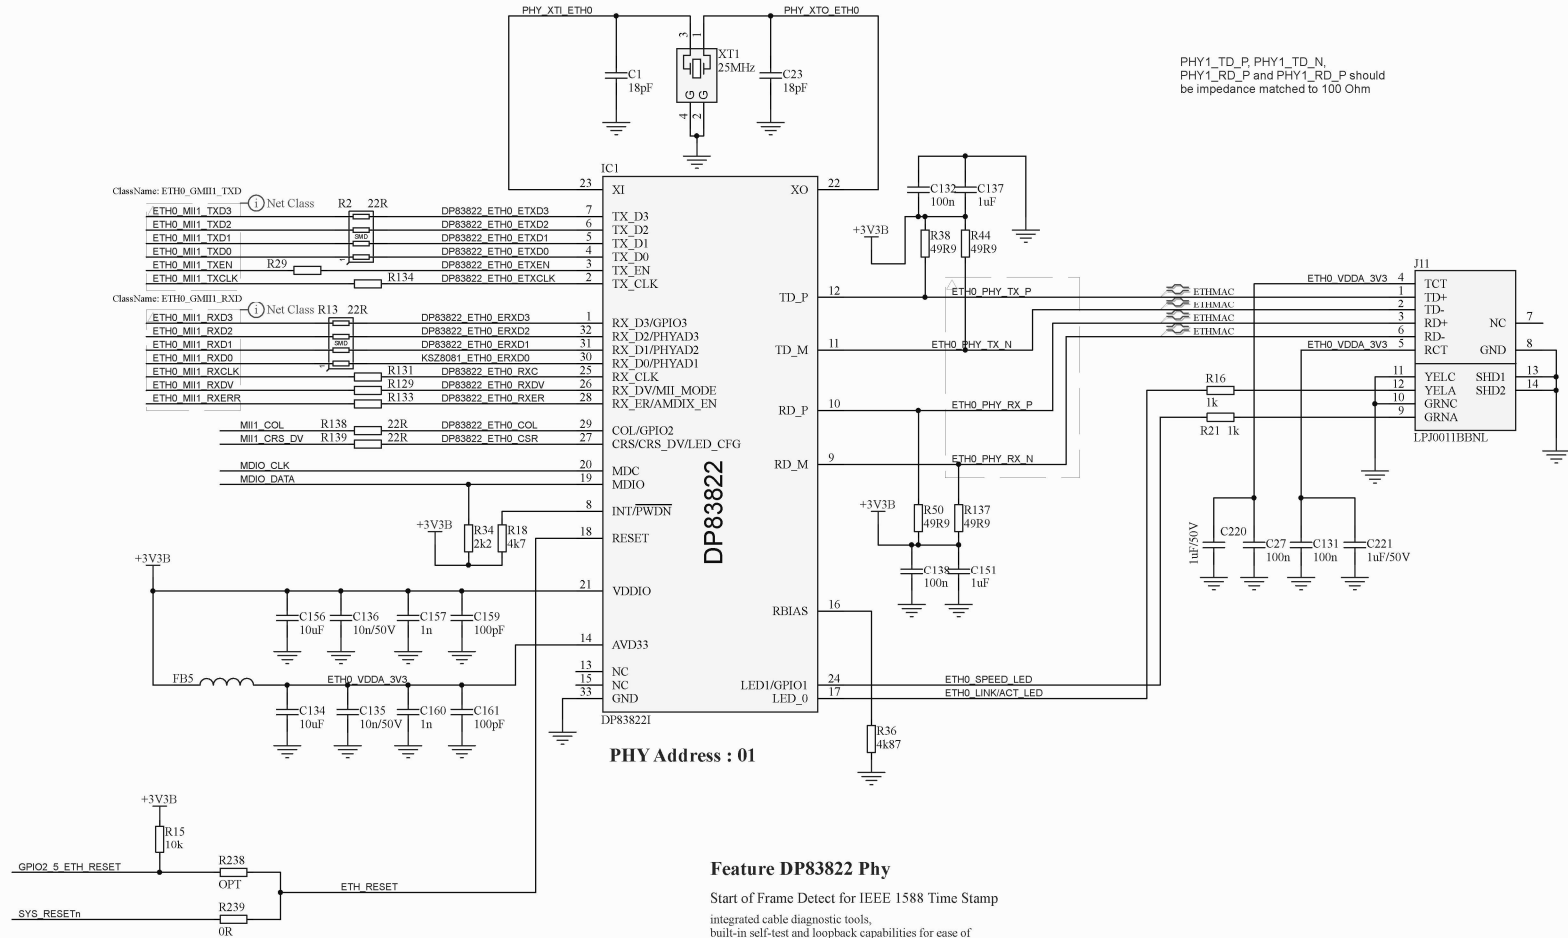 PHY_XTI_ETH0
PHY_XTO_ETH0
3
1
XT1
25MHz
C1
18pF
C23
18pF
G
G
4
2
PHY1_TD_P, PHY1_TD_N,
PHY1_RD_P and PHY1_RD_P should
be impedance matched to 100 Ohm
IC1
23
XI
XO
22
ClassName: ETH0_GMII1_TXD
i Net Class
R2
22R
SMD
ETH0_MII1_TXD3
DP83822_ETH0_ETXD3
7
TX_D3
ETH0_MII1_TXD2
DP83822_ETH0_ETXD2
6
TX_D2
ETH0_MII1_TXD1
DP83822_ETH0_ETXD1
5
TX_D1
ETH0_MII1_TXD0
DP83822_ETH0_ETXD0
4
TX_D0
ETH0_MII1_TXEN
R29
DP83822_ETH0_ETXEN
3
TX_EN
ETH0_MII1_TXCLK
R134
DP83822_ETH0_ETXCLK
2
TX_CLK
ClassName: ETH0_GMII1_RXD
i Net Class
R13
22R
SMD
ETH0_MII1_RXD3
DP83822_ETH0_ERXD3
1
RX_D3/GPIO3
ETH0_MII1_RXD2
DP83822_ETH0_ERXD2
32
RX_D2/PHYAD3
ETH0_MII1_RXD1
DP83822_ETH0_ERXD1
31
RX_D1/PHYAD2
ETH0_MII1_RXD0
KSZ8081_ETH0_ERXD0
30
RX_D0/PHYAD1
ETH0_MII1_RXCLK
R131
DP83822_ETH0_RXC
25
RX_CLK
ETH0_MII1_RXDV
R129
DP83822_ETH0_RXDV
26
RX_DV/MII_MODE
ETH0_MII1_RXERR
R133
DP83822_ETH0_RXER
28
RX_ER/AMDIX_EN
MII1_COL
R138
22R
DP83822_ETH0_COL
29
COL/GPIO2
MII1_CRS_DV
R139
22R
DP83822_ETH0_CSR
27
CRS/CRS_DV/LED_CFG
MDIO_CLK
20
MDC
MDIO_DATA
19
MDIO
8
INT/PWDN
18
RESET
+3V3B
R34
2k2
R18
4k7
DP83822
+3V3B
21
VDDIO
C156
10uF
C136
10n/50V
C157
1n
C159
100pF
14
AVD33
13
NC
15
NC
33
GND
FB5
ETH0_VDDA_3V3
C134
10uF
C135
10n/50V
C160
1n
C161
100pF
DP83822I
PHY Address : 01
C132
100n
C137
1uF
+3V3B
R38
49R9
R44
49R9
TD_P
12
ETH0_PHY_TX_P
TD_M
11
ETH0_PHY_TX_N
RD_P
10
ETH0_PHY_RX_P
RD_M
9
ETH0_PHY_RX_N
ETHMAC
ETHMAC
ETHMAC
ETHMAC
+3V3B
R50
49R9
R137
49R9
C138
100n
C151
1uF
RBIAS
16
LED1/GPIO1
24
ETH0_SPEED_LED
LED_0
17
ETH0_LINK/ACT_LED
R36
4k87
J11
ETH0_VDDA_3V3
4
TCT
1
TD+
2
TD-
3
RD+
6
RD-
ETH0_VDDA_3V3
5
RCT
NC
7
GND
8
R16
1k
11
YELC
12
YELA
10
GRNC
9
GRNA
SHD1
13
SHD2
14
R21 1k
LPJ0011BBNL
1uF/50V
C220
C27
100n
C131
100n
C221
1uF/50V
+3V3B
R15
10k
GPIO2_5_ETH_RESET
R238
OPT
ETH_RESET
SYS_RESETn
R239
0R
Feature DP83822 Phy
Start of Frame Detect for IEEE 1588 Time Stamp
integrated cable diagnostic tools,
built-in self-test and loopback capabilities for ease of